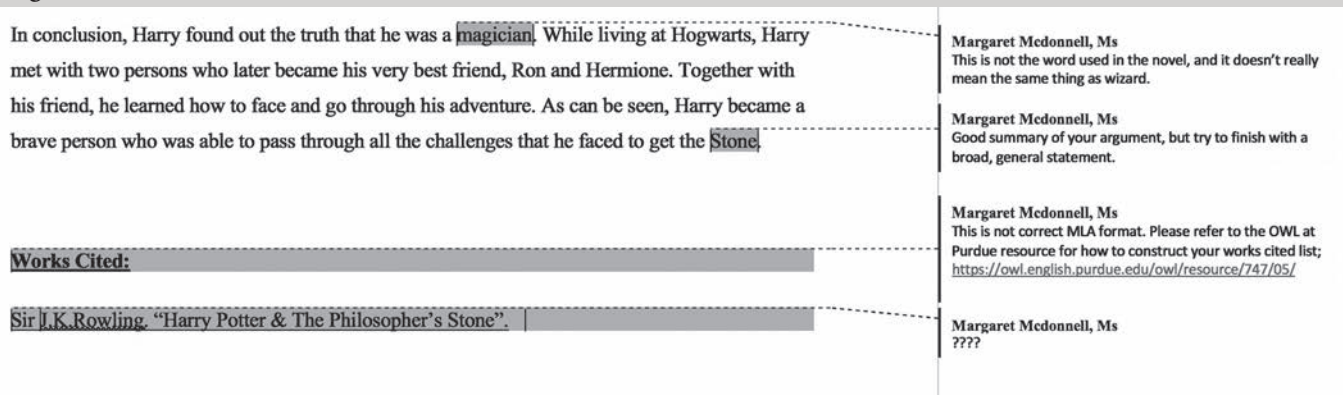 In conclusion, Harry found out the truth that he was a magician. While living at Hogwarts, Harry
met with two persons who later became his very best friend, Ron and Hermione. Together with
his friend, he learned how to face and go through his adventure. As can be seen, Harry became a
brave person who was able to pass through all the challenges that he faced to get the Stone.
Works Cited:
Sir J.K.Rowling. “Harry Potter & The Philosopher’s Stone”.
Margaret Mcdonnell, Ms
This is not the word used in the novel, and it doesn’t really
mean the same thing as wizard.
Margaret Mcdonnell, Ms
Good summary of your argument, but try to finish with a
broad, general statement.
Margaret Mcdonnell, Ms
This is not correct MLA format. Please refer to the OWL at
Purdue resource for how to construct your works cited list;
https://owl.english.purdue.edu/owl/resource/747/05/
Margaret Mcdonnell, Ms
????